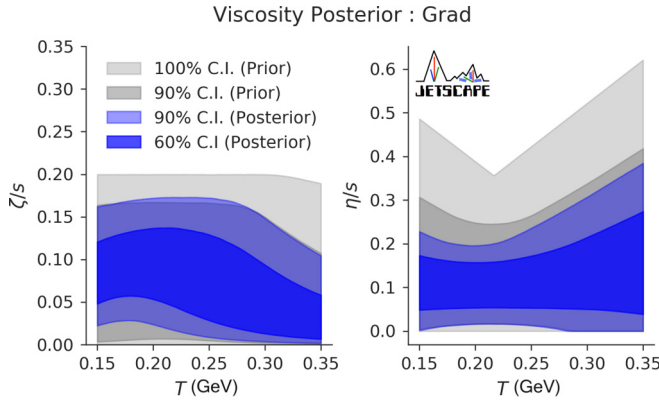 Viscosity Posterior : Grad
0.35
0.30
0.25
0.20
0.15
0.10
0.05
0.00
ζ/s
100% C.I. (Prior)
90% C.I. (Prior)
90% C.I. (Posterior)
60% C.I (Posterior)
0.15 0.20 0.25 0.30 0.35
T (GeV)
JETSCAPE
0.6
0.5
0.4
0.3
0.2
0.1
0.0
η/s
0.15 0.20 0.25 0.30 0.35
T (GeV)